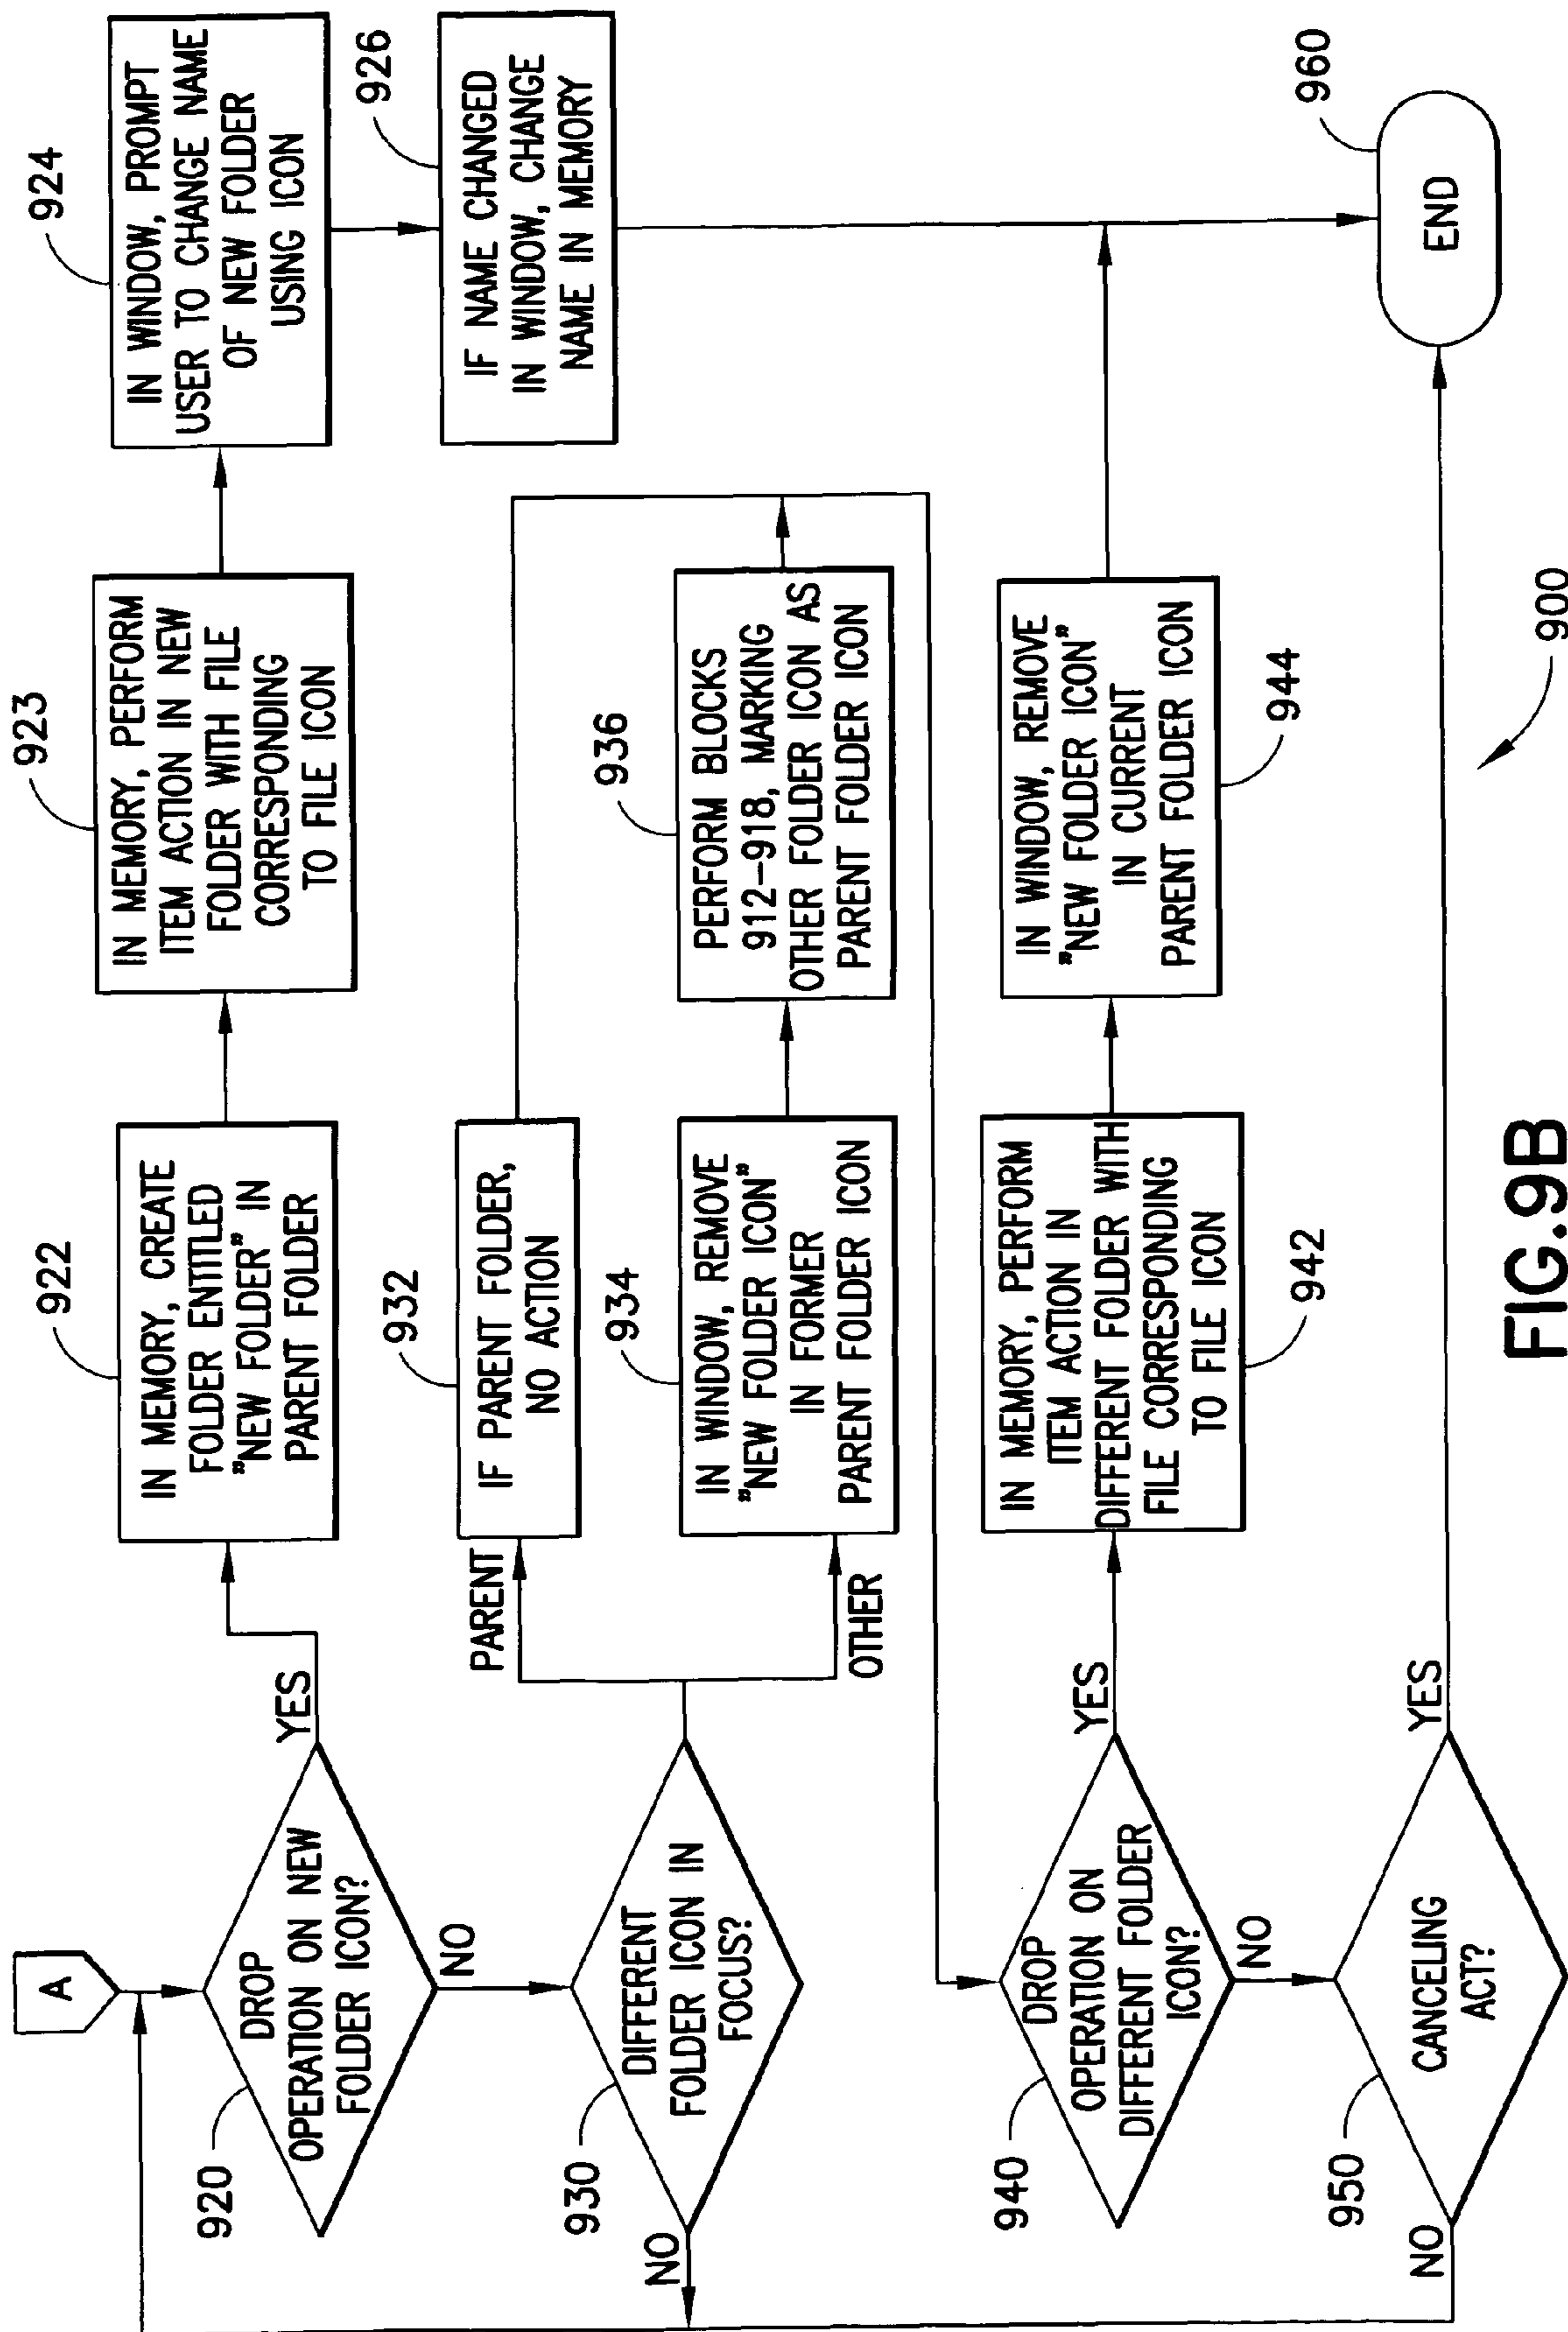 A
920
DROP
OPERATION ON NEW
FOLDER ICON?
YES
NO
922
IN MEMORY, CREATE
FOLDER ENTITLED
"NEW FOLDER" IN
PARENT FOLDER
923
IN MEMORY, PERFORM
ITEM ACTION IN NEW
FOLDER WITH FILE
CORRESPONDING
TO FILE ICON
924
IN WINDOW, PROMPT
USER TO CHANGE NAME
OF NEW FOLDER
USING ICON
926
IF NAME CHANGED
IN WINDOW, CHANGE
NAME IN MEMORY
930
DIFFERENT
FOLDER ICON IN
FOCUS?
NO
PARENT
OTHER
932
IF PARENT FOLDER,
NO ACTION
934
IN WINDOW, REMOVE
"NEW FOLDER ICON"
IN FORMER
PARENT FOLDER ICON
936
PERFORM BLOCKS
912-918, MARKING
OTHER FOLDER ICON AS
PARENT FOLDER ICON
940
DROP
OPERATION ON
DIFFERENT FOLDER
ICON?
YES
NO
942
IN MEMORY, PERFORM
ITEM ACTION IN
DIFFERENT FOLDER WITH
FILE CORRESPONDING
TO FILE ICON
944
IN WINDOW, REMOVE
"NEW FOLDER ICON"
IN CURRENT
PARENT FOLDER ICON
950
CANCELING
ACT?
YES
NO
960
END
900
FIG.9B